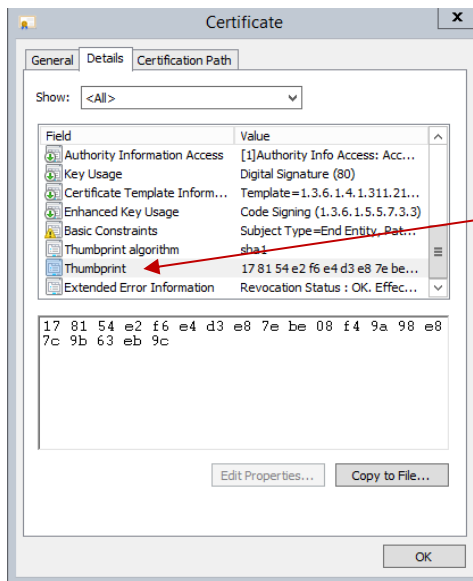 Certificate
x
General Details Certification Path
Show: <All>
Field Value
Authority Information Access [1]Authority Info Access: Acc...
Key Usage Digital Signature (80)
Certificate Template Inform... Template=1.3.6.1.4.1.311.21...
Enhanced Key Usage Code Signing (1.3.6.1.5.5.7.3.3)
Basic Constraints Subject Type=End Entity, Pat...
Thumbprint algorithm sha1
Thumbprint 17 81 54 e2 f6 e4 d3 e8 7e be...
Extended Error Information Revocation Status : OK. Effec...
17 81 54 e2 f6 e4 d3 e8 7e be 08 f4 9a 98 e8
7c 9b 63 eb 9c
Edit Properties... Copy to File...
OK